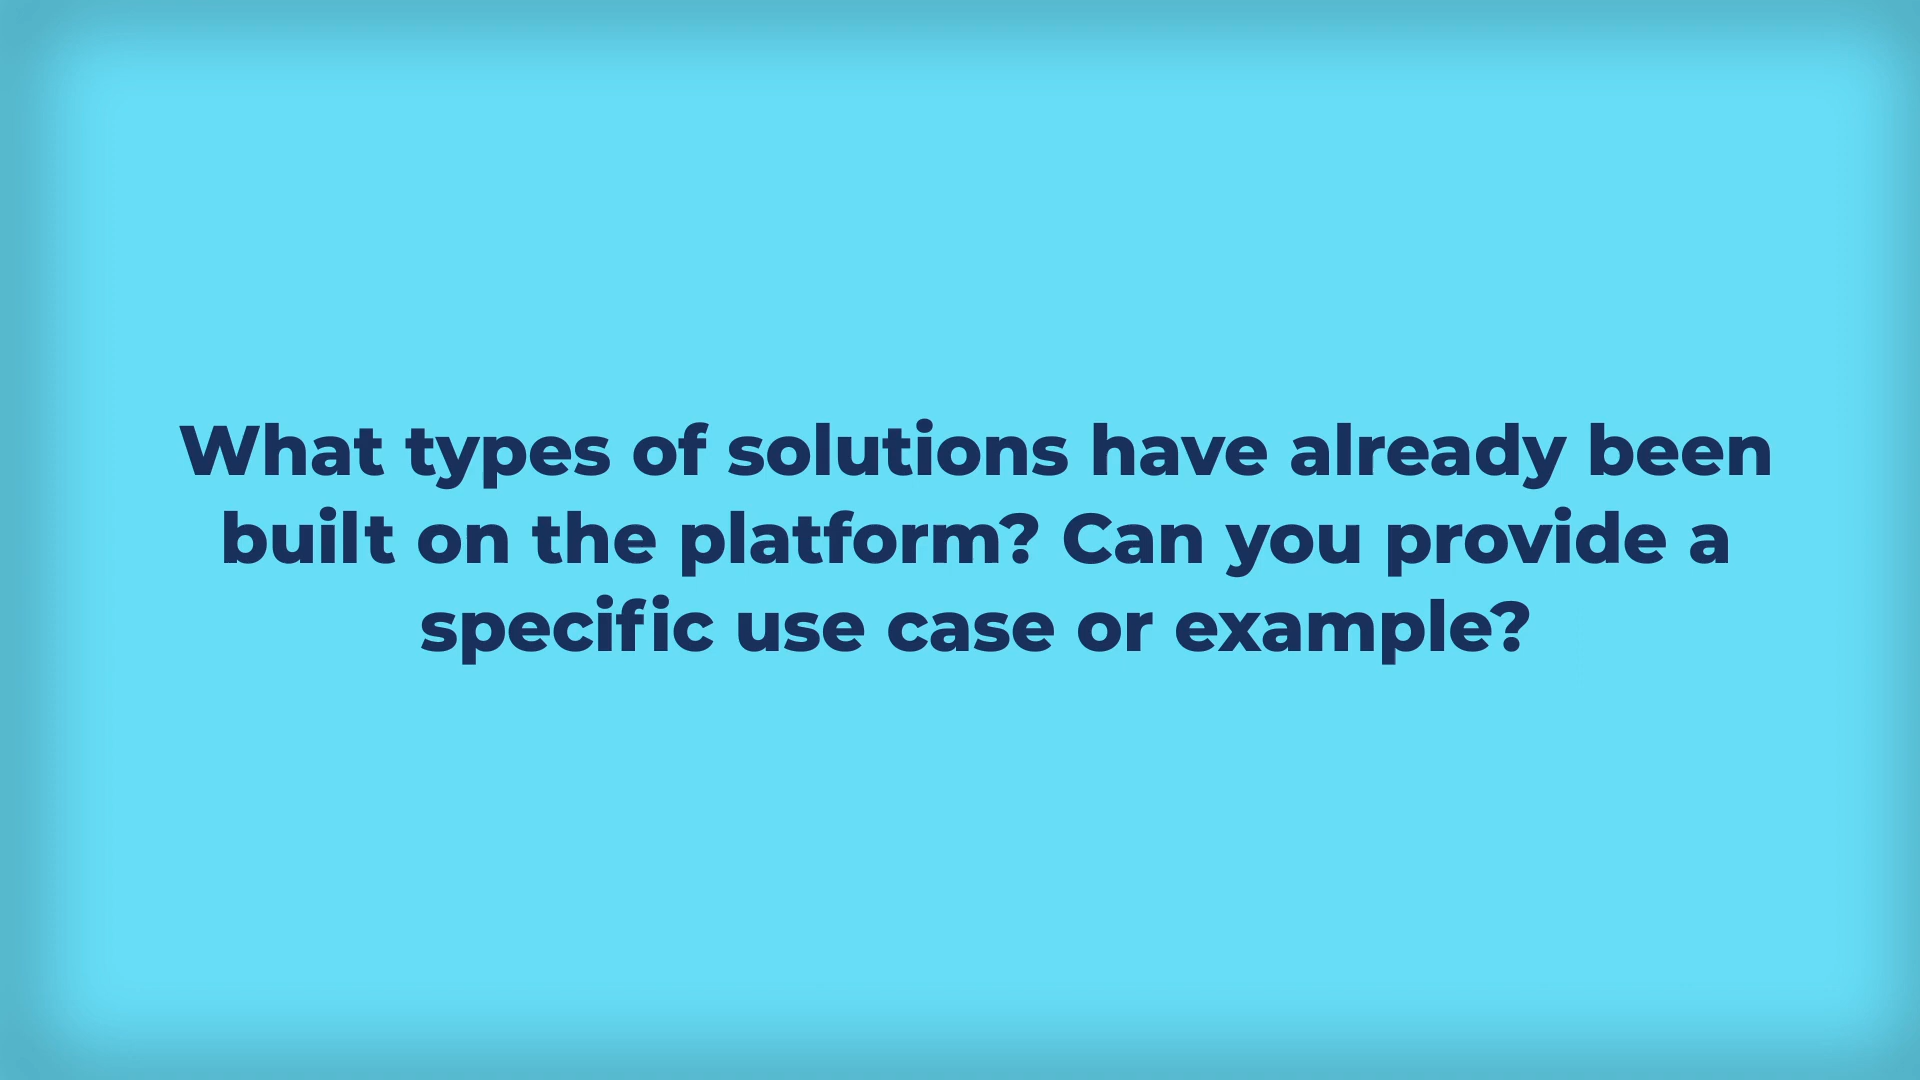 What types of solutions have already been
built on the platform? Can you provide a
specific use case or example?